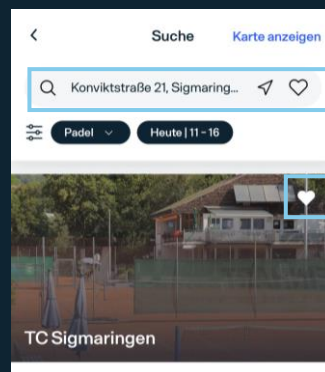 Suche
Karte anzeigen
Konviktstraße 21, Sigmaring...
Padel
Heute | 11 – 16
TC Sigmaringen